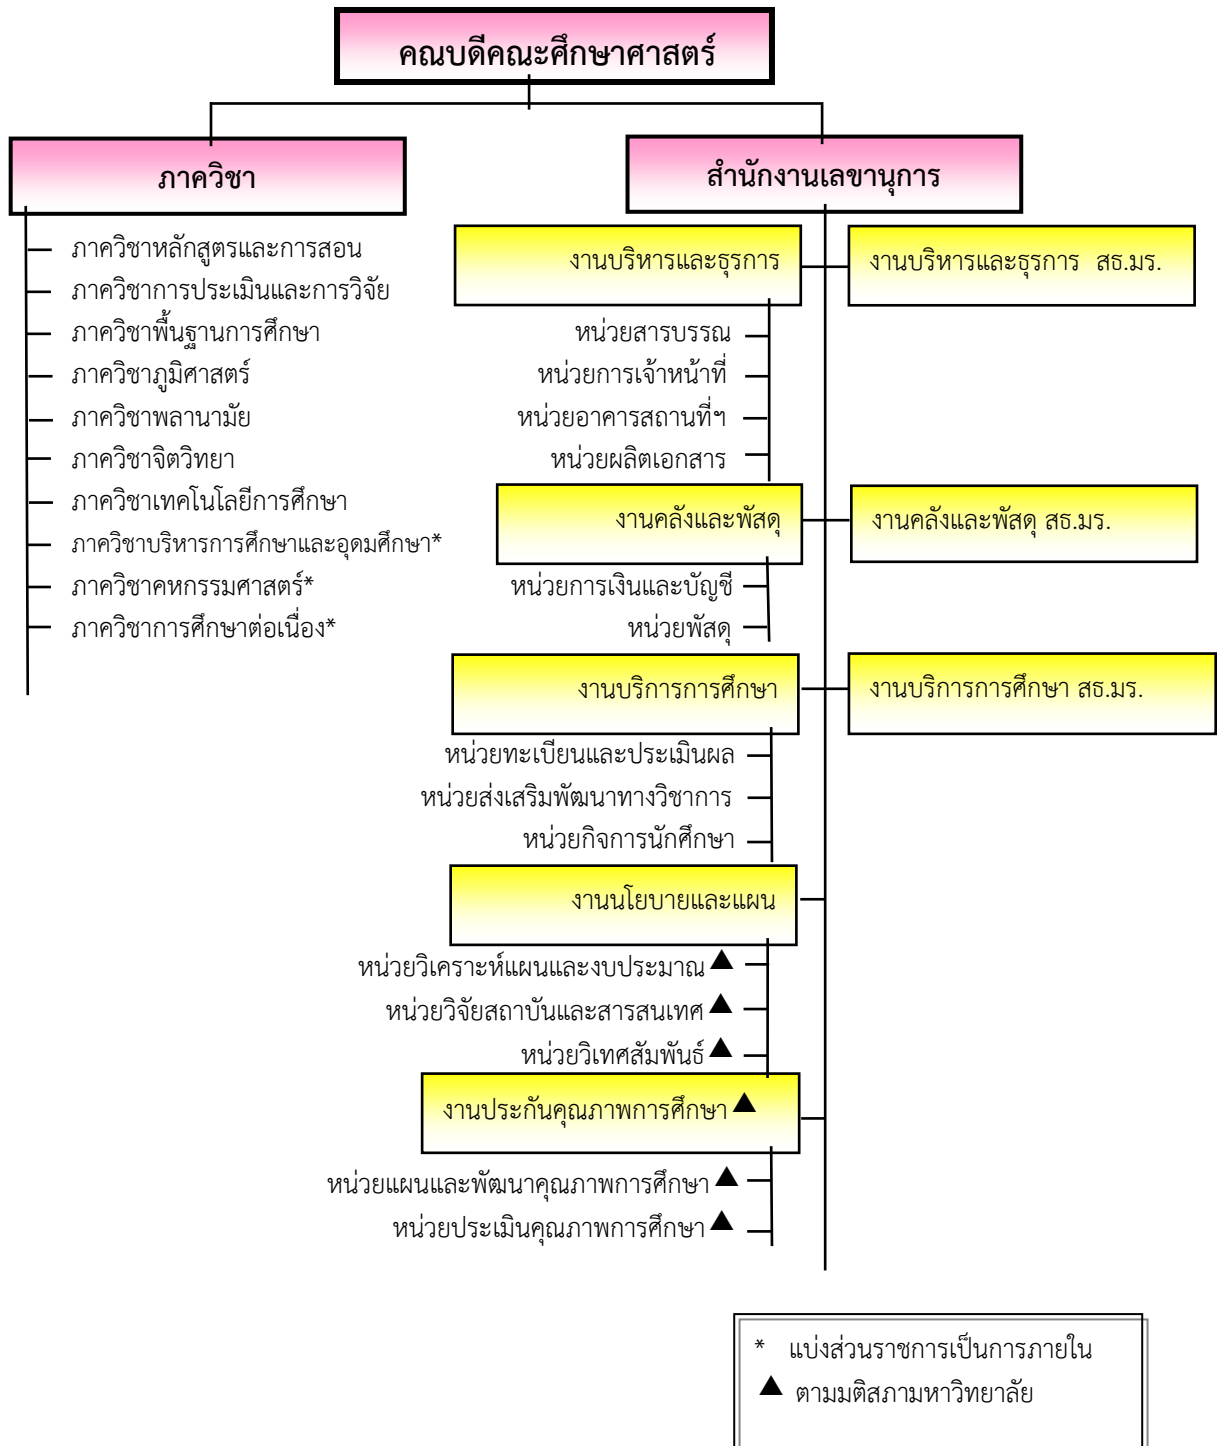 คณบดีคณะศึกษาศาสตร์
ภาควิชา
ภาควิชาหลักสูตรและการสอน
ภาควิชาการประเมินและการวิจัย
ภาควิชาพื้นฐานการศึกษา
ภาควิชาภูมิศาสตร์
ภาควิชาพลานามัย
ภาควิชาจิตวิทยา
ภาควิชาเทคโนโลยีการศึกษา
ภาควิชาบริหารการศึกษาและอุดมศึกษา*
ภาควิชาคหกรรมศาสตร์*
ภาควิชาการศึกษาต่อเนื่อง*
สำนักงานเลขานุการ
งานบริหารและธุรการ
งานบริหารและธุรการ สธ.มร.
หน่วยสารบรรณ
หน่วยการเจ้าหน้าที่
หน่วยอาคารสถานที่ฯ
หน่วยผลิตเอกสาร
งานคลังและพัสดุ
งานคลังและพัสดุ สธ.มร.
หน่วยการเงินและบัญชี
หน่วยพัสดุ
งานบริการการศึกษา
งานบริการการศึกษา สธ.มร.
หน่วยทะเบียนและประเมินผล
หน่วยส่งเสริมพัฒนาทางวิชาการ
หน่วยกิจการนักศึกษา
งานนโยบายและแผน
หน่วยวิเคราะห์แผนและงบประมาณ ▲
หน่วยวิจัยสถาบันและสารสนเทศ ▲
หน่วยวิเทศสัมพันธ์ ▲
งานประกันคุณภาพการศึกษา ▲
หน่วยแผนและพัฒนาคุณภาพการศึกษา ▲
หน่วยประเมินคุณภาพการศึกษา ▲
* แบ่งส่วนราชการเป็นการภายใน
▲ ตามมติสภามหาวิทยาลัย